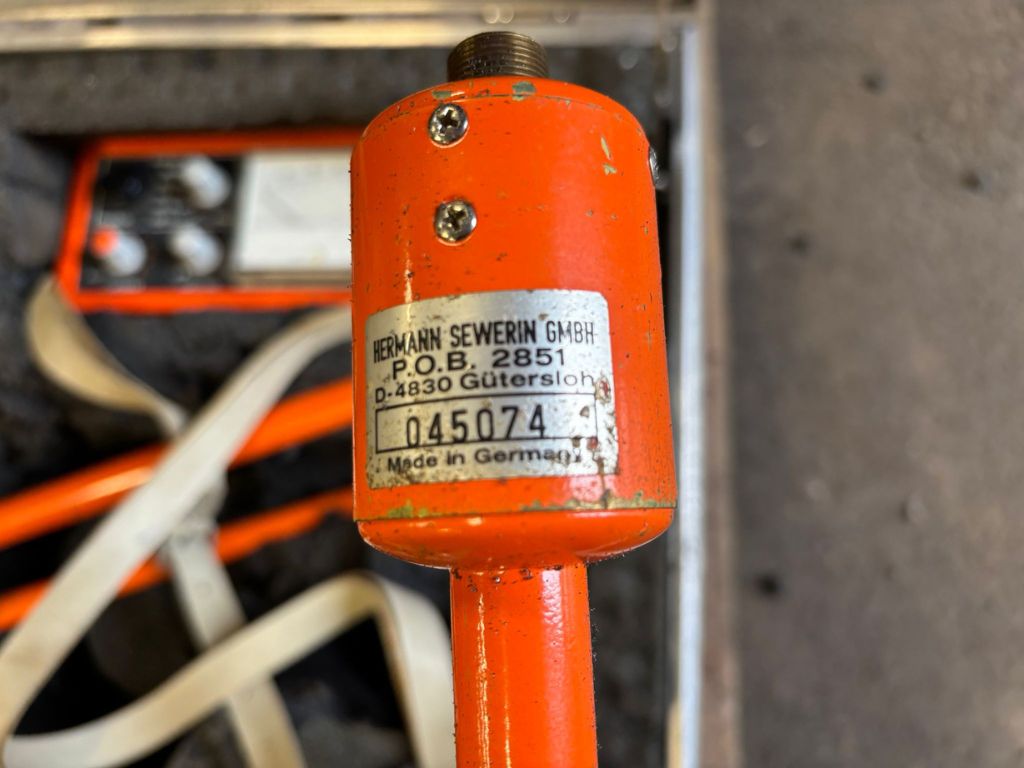 HERMANN SEWERIN GMBH
P.O.B. 2851
D-4830 Gütersloh
045074
Made in Germany